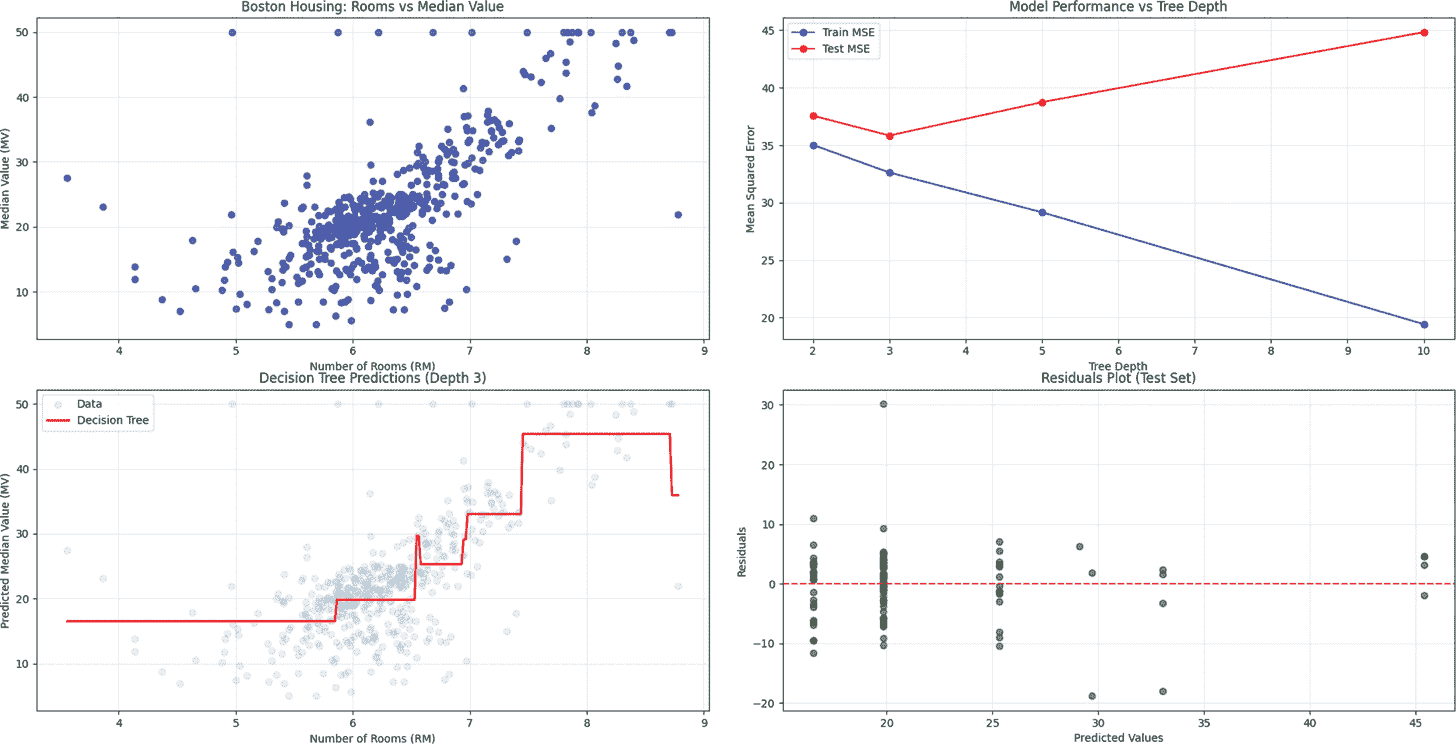 Boston Housing: Rooms vs Median Value
50
40
30
20
10
Median Value (MV)
4 5 6 7 8 9
Number of Rooms (RM)
Model Performance vs Tree Depth
Train MSE
Test MSE
45
40
35
30
25
20
Mean Squared Error
2 3 4 5 6 7 8 9 10
Tree Depth
Decision Tree Predictions (Depth 3)
Data
Decision Tree
50
40
30
20
10
Predicted Median Value (MV)
4 5 6 7 8 9
Number of Rooms (RM)
Residuals Plot (Test Set)
30
20
10
0
−10
−20
Residuals
20 25 30 35 40 45
Predicted Values